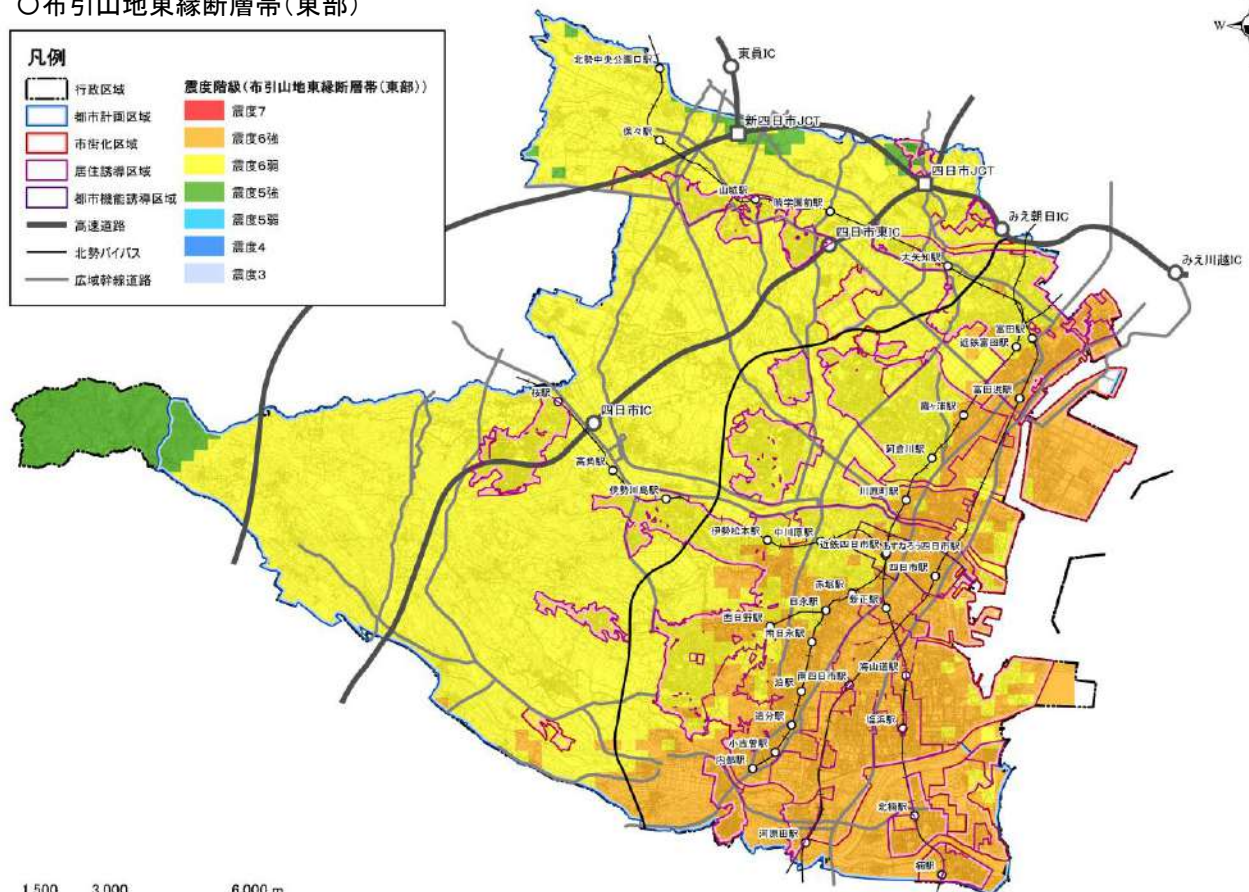 ○布引山地東縁断層帯(東部)
W
凡例
行政区域
都市計画区域
市街化区域
居住誘導区域
都市機能誘導区域
高速道路
北勢バイパス
広域幹線道路
震度階級(布引山地東縁断層帯(東部))
震度7
震度6強
震度6弱
震度5強
震度5弱
震度4
震度3
東員IC
北勢中央公園口駅
新四日市JCT
保々駅
四日市JCT
山城駅
暁学園前駅
みえ朝日IC
四日市東IC
大矢知駅
みえ川越IC
富田駅
近鉄富田駅
富田浜駅
桜駅
霞ヶ浦駅
四日市IC
阿倉川駅
高角駅
伊勢川島駅
川原町駅
伊勢松本駅
中川原駅
近鉄四日市駅
あすなろう四日市駅
四日市駅
赤堀駅
新正駅
日永駅
西日野駅
南日永駅
海山道駅
泊駅
南四日市駅
追分駅
塩浜駅
小古曽駅
内部駅
北楠駅
河原田駅
楠駅
1,500 3,000 6,000 m